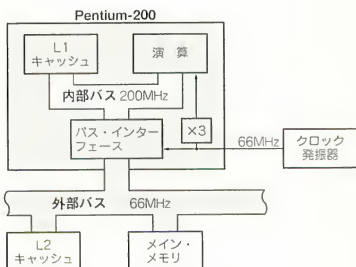 Pentium-200
L1
キャッシュ
演 算
内部バス 200MHz
バス・インター
フェース
×3
66MHz
クロック
発振器
外部バス 66MHz
L2
キャッシュ
メイン・
メモリ